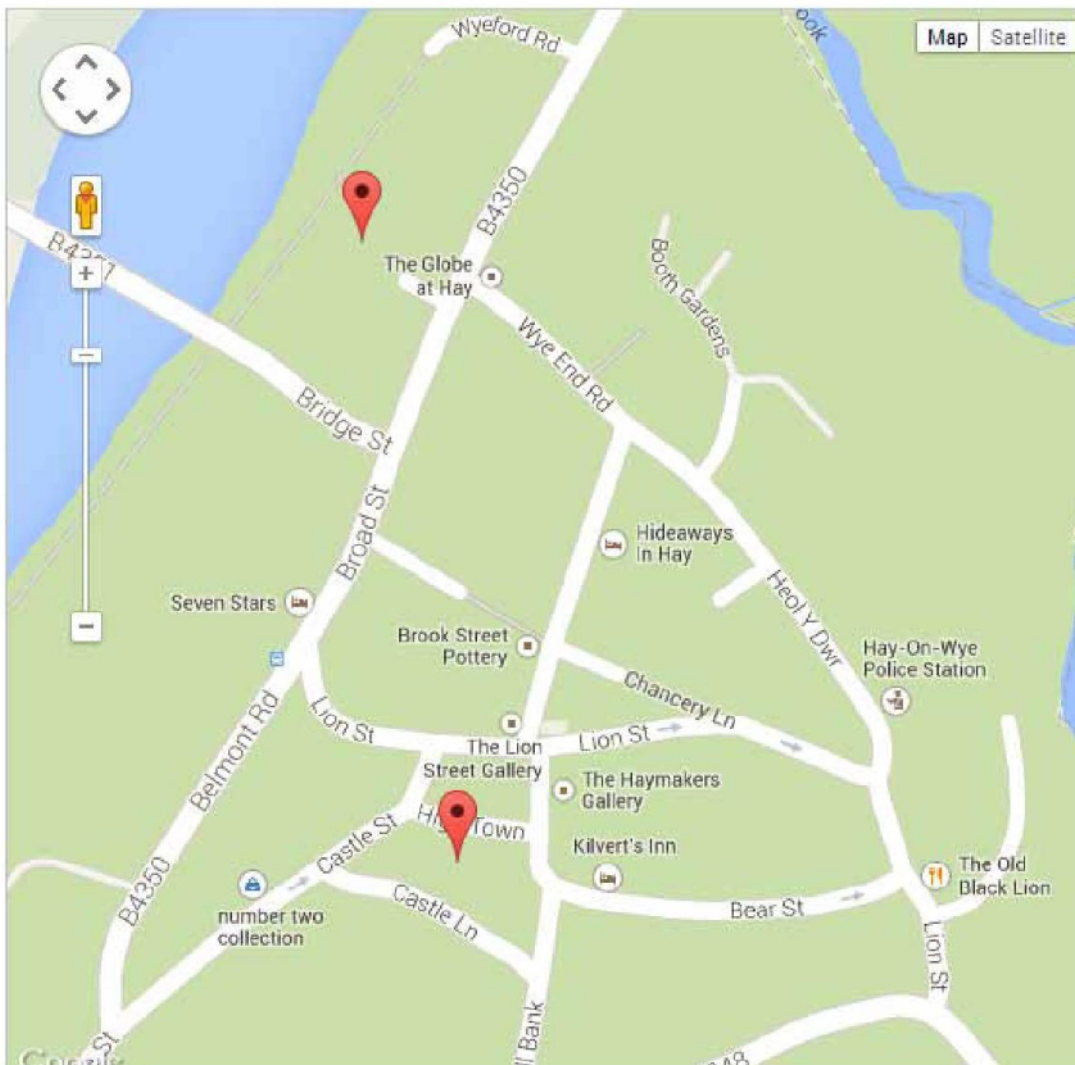 Wyeford Rd
Map
Satellite
B4350
The Globe
at Hay
Booth Gardens
Wye End Rd
Bridge St
Broad St
Hideaways
In Hay
Seven Stars
Heol Y Dwr
Brook Street
Pottery
Hay-On-Wye
Police Station
Chancery Ln
Lion St
Belmont Rd
Lion St
The Lion
Street Gallery
The Haymakers
Gallery
Town
Castle St
Kilvert's Inn
The Old
Black Lion
B4350
number two
collection
Castle Ln
Bear St
Lion St
St
Bank